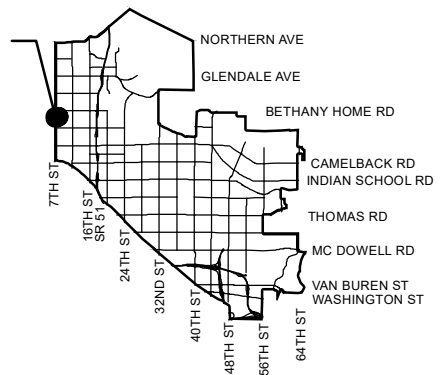 NORTHERN AVE
GLENDALE AVE
BETHANY HOME RD
CAMELBACK RD
INDIAN SCHOOL RD
THOMAS RD
MC DOWELL RD
VAN BUREN ST
WASHINGTON ST
7TH ST
16TH ST
SR 51
24TH ST
32ND ST
40TH ST
48TH ST
56TH ST
64TH ST